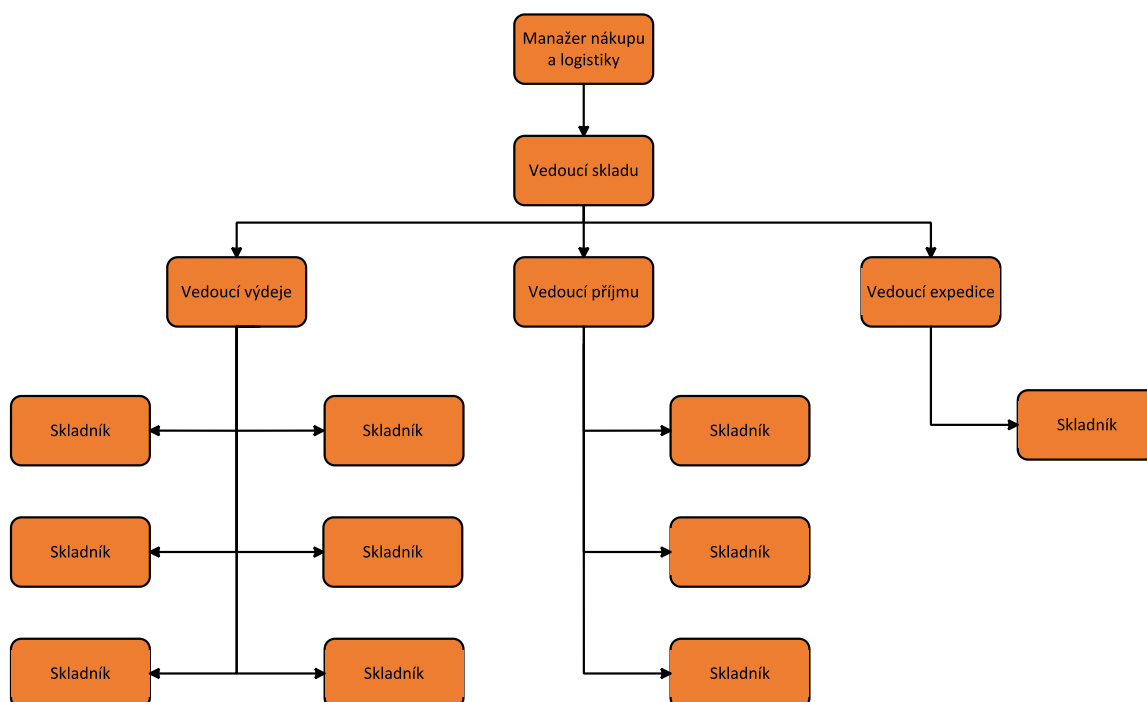 Manažer nákupu
a logistiky
Vedoucí skladu
Vedoucí výdeje
Vedoucí příjmu
Vedoucí expedice
Skladník
Skladník
Skladník
Skladník
Skladník
Skladník
Skladník
Skladník
Skladník
Skladník